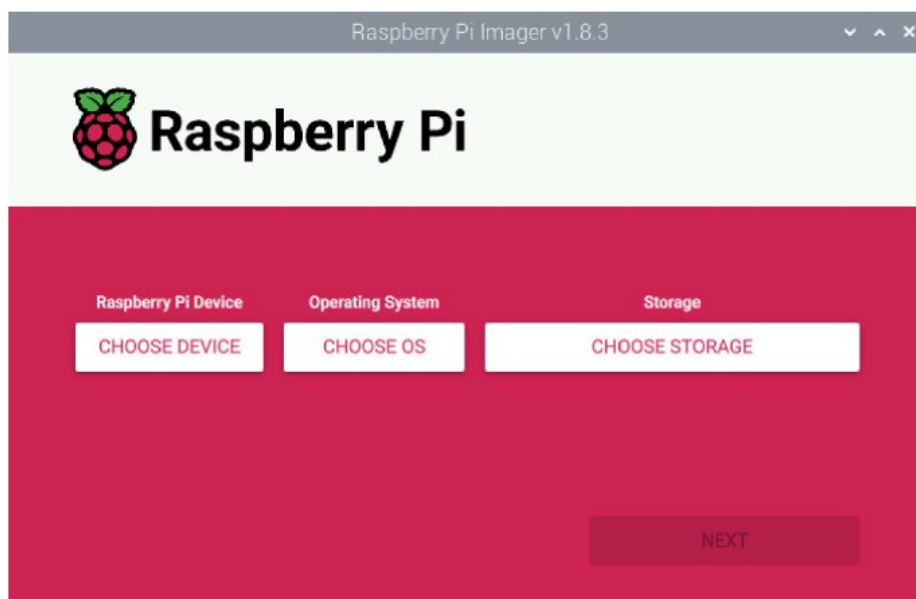 Raspberry Pi Imager v1.8.3
Raspberry Pi
Raspberry Pi Device
Operating System
Storage
CHOOSE DEVICE
CHOOSE OS
CHOOSE STORAGE
NEXT